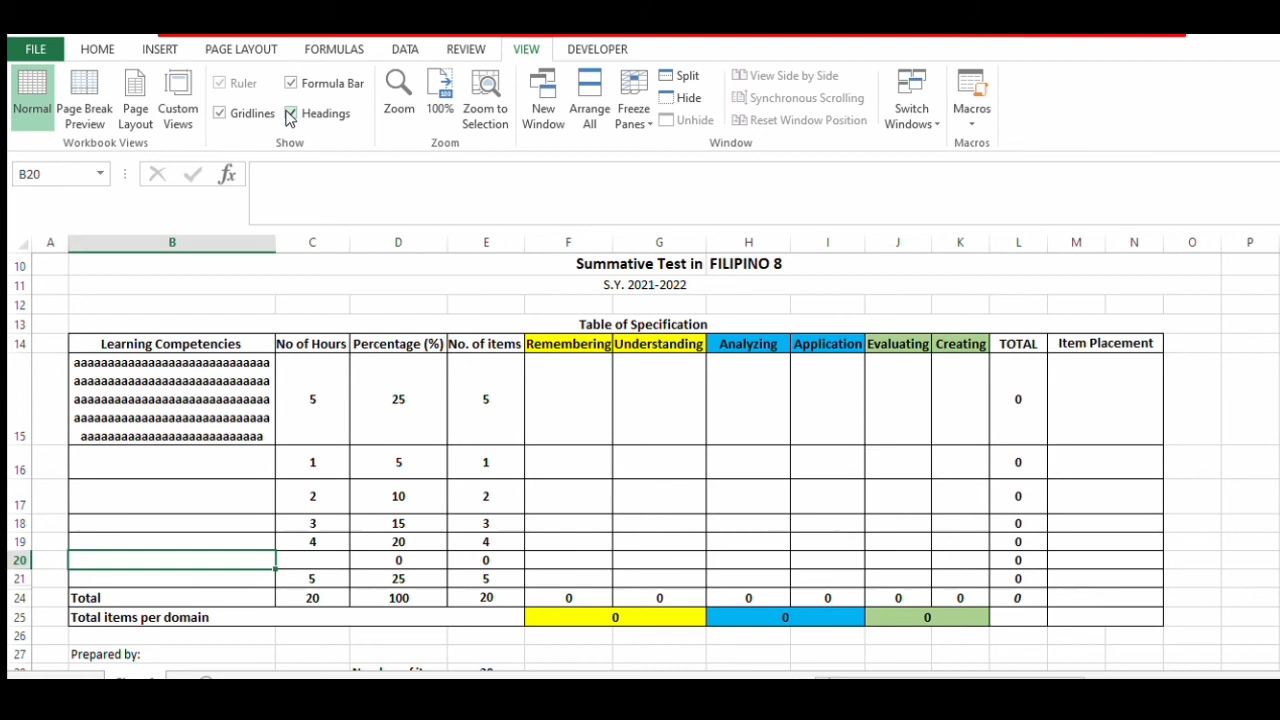 FILE HOME INSERT PAGE LAYOUT FORMULAS DATA REVIEW VIEW DEVELOPER
Ruler Formula Bar Split View Side by Side
Normal Page Break Preview Page Layout Custom Views Gridlines Headings Zoom 100% Zoom to Selection New Window Arrange All Freeze Panes Hide Synchronous Scrolling Switch Windows Macros
Unhide Reset Window Position
Workbook Views Show Zoom Window Macros
B20 fx
A B C D E F G H I J K L M N O P
10 Summative Test in FILIPINO 8
11 S.Y. 2021-2022
12
13 Table of Specification
14 Learning Competencies No of Hours Percentage (%) No. of items Remembering Understanding Analyzing Application Evaluating Creating TOTAL Item Placement
aaaaaaaaaaaaaaaaaaaaaaaaaaaaa
aaaaaaaaaaaaaaaaaaaaaaaaaaaaa
aaaaaaaaaaaaaaaaaaaaaaaaaaaaa 5 25 5 0
aaaaaaaaaaaaaaaaaaaaaaaaaaaaa
15 aaaaaaaaaaaaaaaaaaaaaaaaaaa
16 1 5 1 0
17 2 10 2 0
18 3 15 3 0
19 4 20 4 0
20 0 0 0
21 5 25 5 0
24 Total 20 100 20 0 0 0 0 0 0 0
25 Total items per domain 0 0 0
26
27 Prepared by: